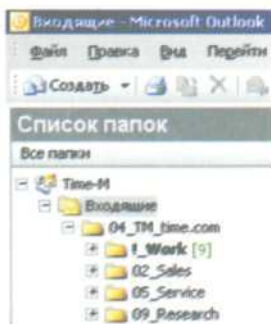 Входящие - Microsoft Outlook
Файл Правка Вид Перейти
Создать
Список папок
Все папки
Time-M
Входящие
04_TM_time.com
!_Work [9]
02_Sales
05_Service
09_Research